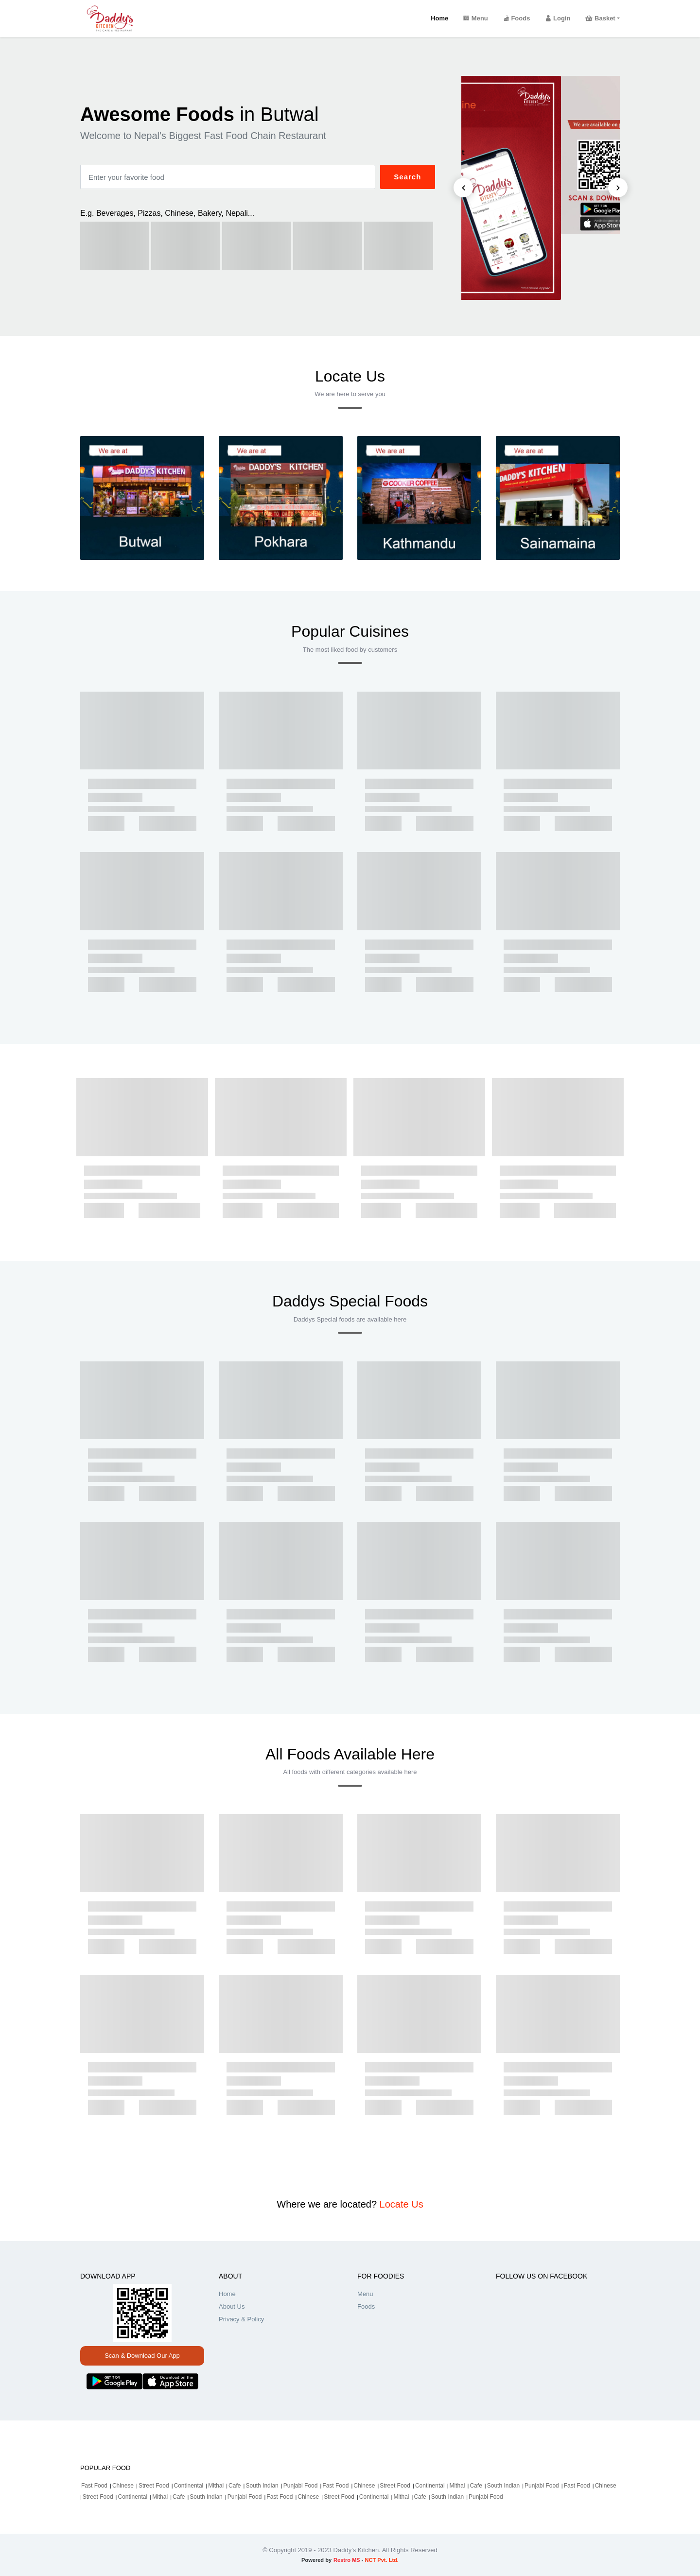 Daddy's
KITCHEN
Home
Menu
Foods
Login
Basket
Awesome Foods in Butwal
Welcome to Nepal's Biggest Fast Food Chain Restaurant
Enter your favorite food
Search
E.g. Beverages, Pizzas, Chinese, Bakery, Nepali...
Daddy's
KITCHEN
We are available on
SCAN & DOWN
Google Play
App Store
Locate Us
We are here to serve you
We are at
DADDY'S KITCHEN
Butwal
We are at
DADDY'S KITCHEN
Pokhara
We are at
COOKER COFFEE
Kathmandu
We are at
DADDY'S KITCHEN
Sainamaina
Popular Cuisines
The most liked food by customers
Daddys Special Foods
Daddys Special foods are available here
All Foods Available Here
All foods with different categories available here
Where we are located? Locate Us
DOWNLOAD APP
Scan & Download Our App
GET IT ON
Google Play
Download on the
App Store
ABOUT
Home
About Us
Privacy & Policy
FOR FOODIES
Menu
Foods
FOLLOW US ON FACEBOOK
POPULAR FOOD
Fast Food | Chinese | Street Food | Continental | Mithai | Cafe | South Indian | Punjabi Food | Fast Food | Chinese | Street Food | Continental | Mithai | Cafe | South Indian | Punjabi Food | Fast Food | Chinese
| Street Food | Continental | Mithai | Cafe | South Indian | Punjabi Food | Fast Food | Chinese | Street Food | Continental | Mithai | Cafe | South Indian | Punjabi Food
© Copyright 2019 - 2023 Daddy's Kitchen. All Rights Reserved
Powered by Restro MS - NCT Pvt. Ltd.